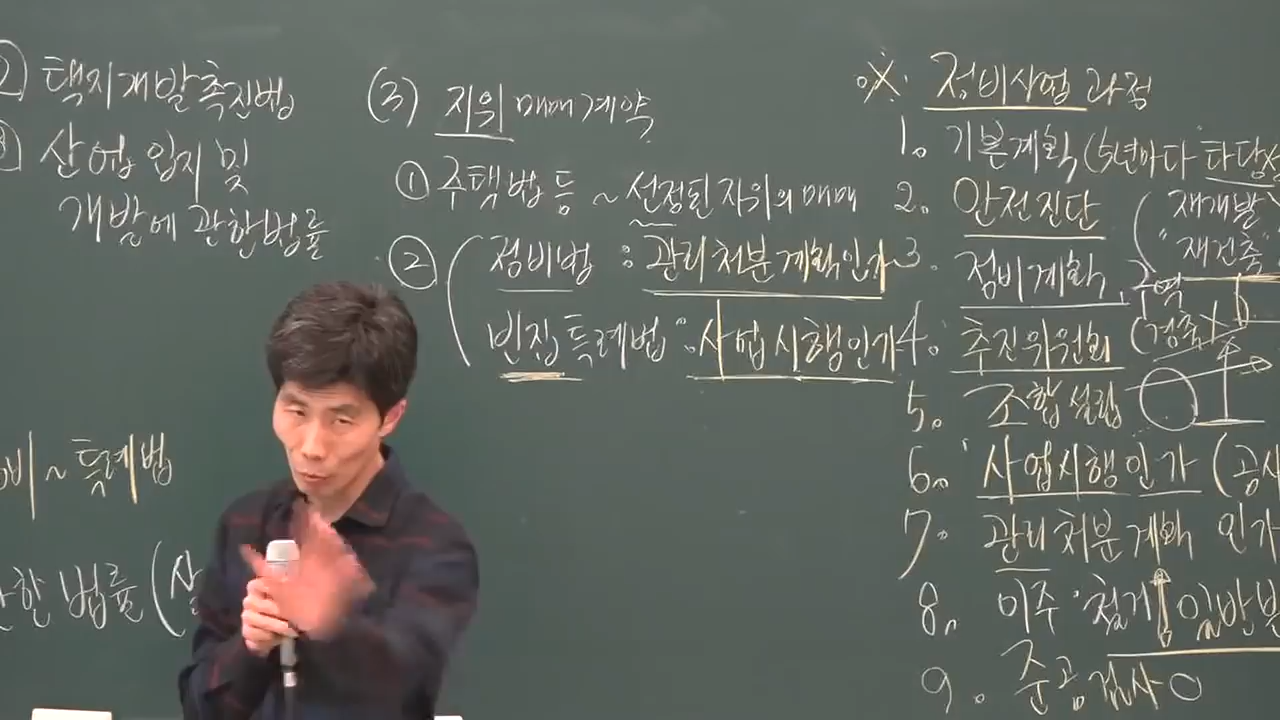 ② 택지개발촉진법
③ 산업입지 및
개발에 관한법률
비~특례법
한 법률(
(3) 지위 매매계약
① 주택법 등 ~ 선정된 지위의 매매
② 정비법 : 관리처분계획인가
빈집특례법 : 사업시행인가
※. 정비사업 과정
1. 기본계획(5년마다 타당성
2. 안전진단 (재개발X
"재건축"
3. 정비계획, 구역
4. 추진위원회 (검증X
5. 조합설립
6. 사업시행인가 (공사
7. 관리처분계획 인가
8. 이주·철거 일반분
9. 준공검사 O